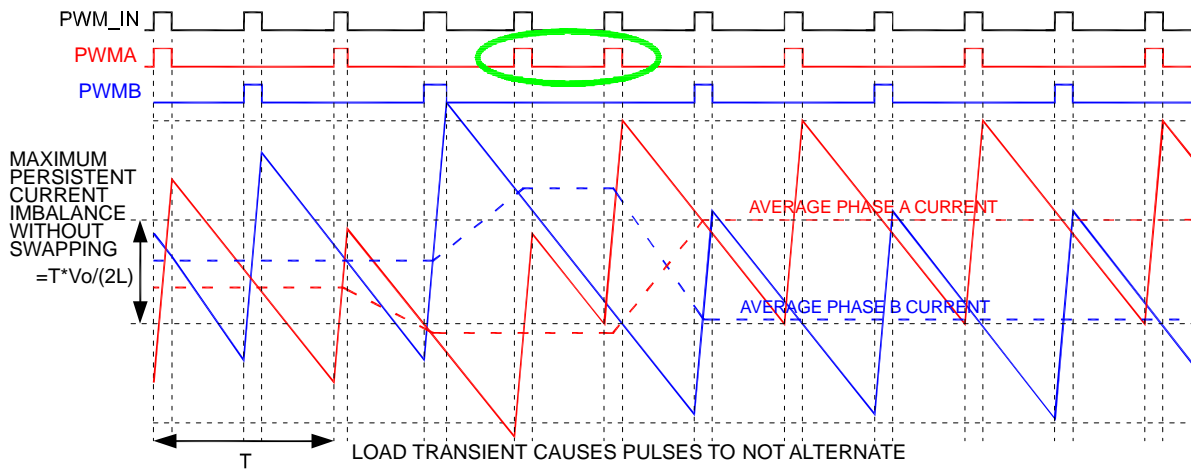 PWM_IN
PWMA
PWMB
MAXIMUM
PERSISTENT
CURRENT
IMBALANCE
WITHOUT
SWAPPING
=T*Vo/(2L)
AVERAGE PHASE A CURRENT
AVERAGE PHASE B CURRENT
T
LOAD TRANSIENT CAUSES PULSES TO NOT ALTERNATE